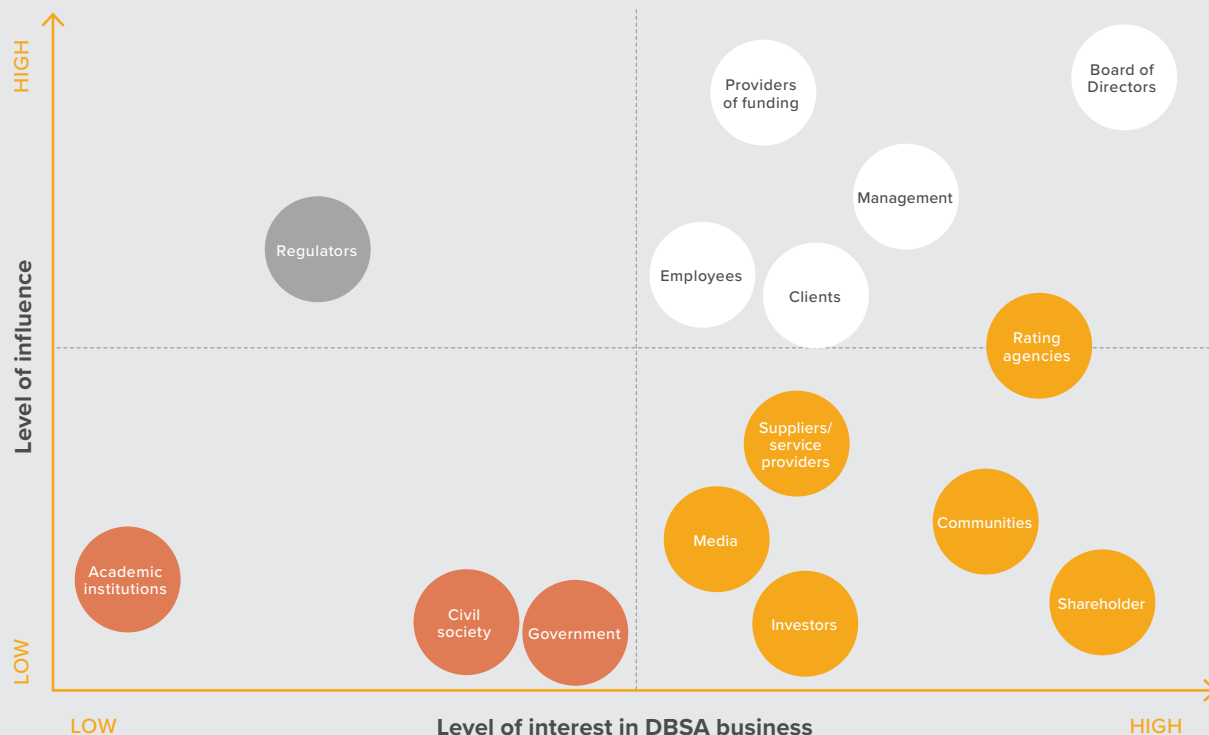 HIGH
Level of influence
LOW
Providers
of funding
Board of
Directors
Management
Regulators
Employees
Clients
Rating
agencies
Suppliers/
service
providers
Communities
Media
Academic
institutions
Civil
society
Government
Investors
Shareholder
LOW
Level of interest in DBSA business
HIGH